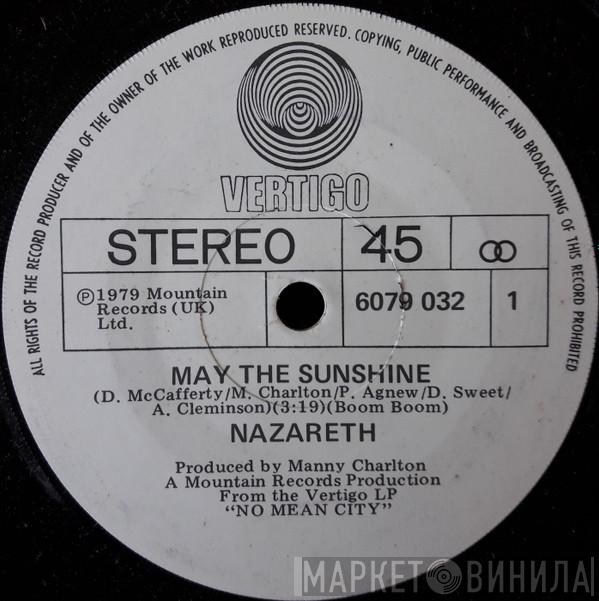 ALL RIGHTS OF THE RECORD PRODUCER AND OF THE OWNER OF THE WORK REPRODUCED RESERVED. COPYING, PUBLIC PERFORMANCE AND BROADCASTING OF THIS RECORD PROHIBITED
VERTIGO
STEREO 45
℗1979 Mountain
Records (UK)
Ltd.
6079 032 1
MAY THE SUNSHINE
(D. McCafferty/M. Charlton/P. Agnew/D. Sweet/
A. Cleminson)(3:19)(Boom Boom)
NAZARETH
Produced by Manny Charlton
A Mountain Records Production
From the Vertigo LP
“NO MEAN CITY”
МАРКЕТ ВИНИЛА